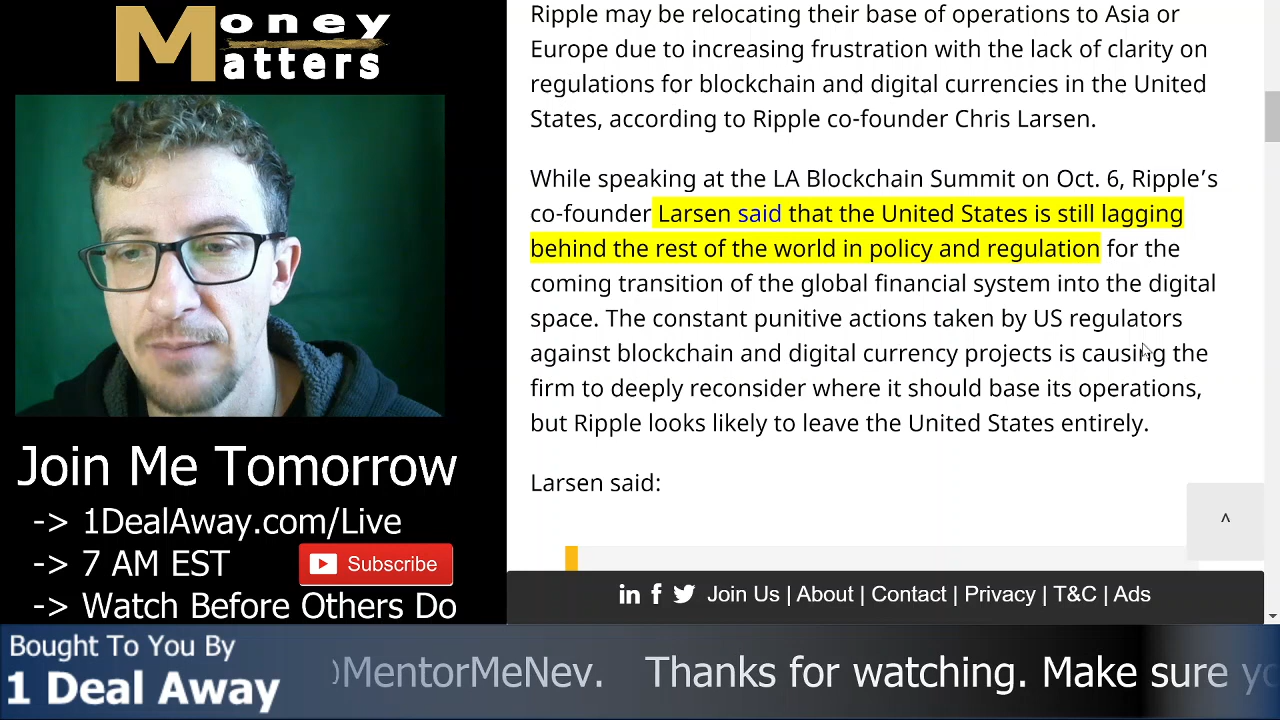 Money
Matters
Join Me Tomorrow
-> 1DealAway.com/Live
-> 7 AM EST
Subscribe
-> Watch Before Others Do
Ripple may be relocating their base of operations to Asia or
Europe due to increasing frustration with the lack of clarity on
regulations for blockchain and digital currencies in the United
States, according to Ripple co-founder Chris Larsen.
While speaking at the LA Blockchain Summit on Oct. 6, Ripple’s
co-founder Larsen said that the United States is still lagging
behind the rest of the world in policy and regulation for the
coming transition of the global financial system into the digital
space. The constant punitive actions taken by US regulators
against blockchain and digital currency projects is causing the
firm to deeply reconsider where it should base its operations,
but Ripple looks likely to leave the United States entirely.
Larsen said:
^
in f Join Us | About | Contact | Privacy | T&C | Ads
Bought To You By
1 Deal Away
MentorMeNev. Thanks for watching. Make sure